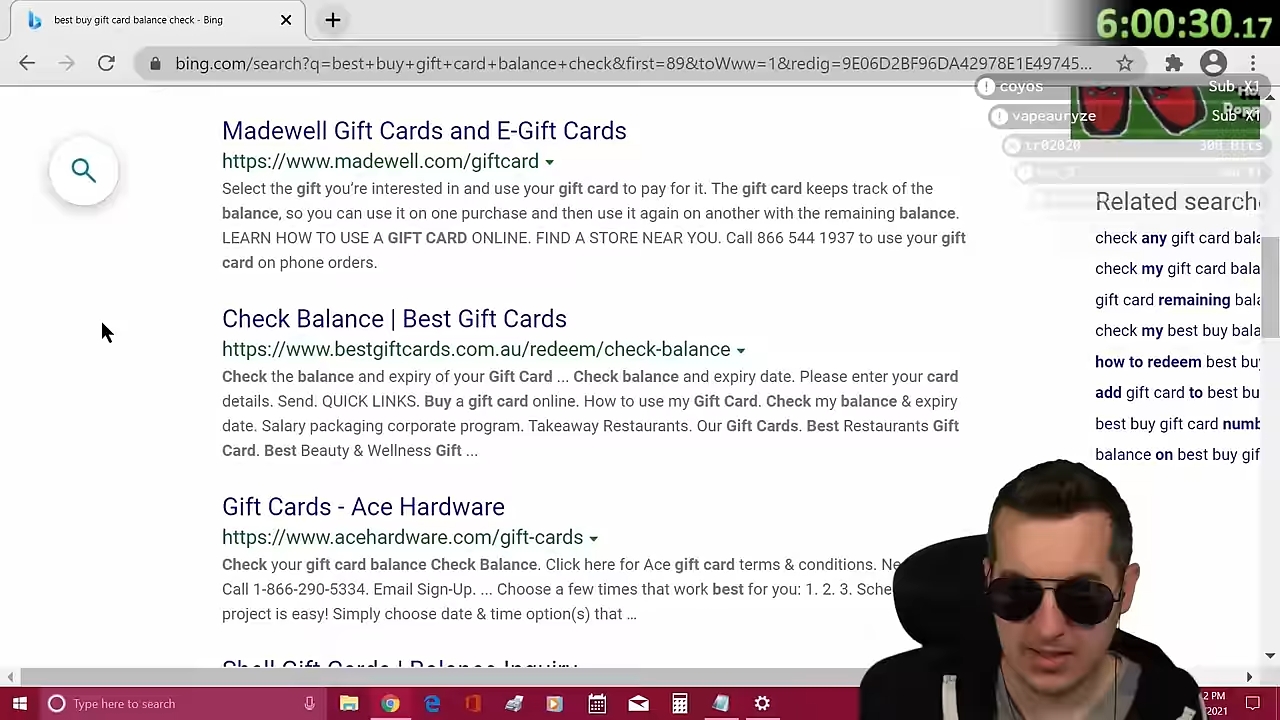 best buy gift card balance check - Bing
6:00:30.17
bing.com/search?q=best+buy+gift+card+balance+check&first=89&toWww=1&redig=9E06D2BF96DA42978E1E49745...
coyos Sub X1
vapeauryze Sub X1
tr02020 300 Bits
Madewell Gift Cards and E-Gift Cards
https://www.madewell.com/giftcard
Select the gift you’re interested in and use your gift card to pay for it. The gift card keeps track of the
balance, so you can use it on one purchase and then use it again on another with the remaining balance.
LEARN HOW TO USE A GIFT CARD ONLINE. FIND A STORE NEAR YOU. Call 866 544 1937 to use your gift
card on phone orders.
Check Balance | Best Gift Cards
https://www.bestgiftcards.com.au/redeem/check-balance
Check the balance and expiry of your Gift Card ... Check balance and expiry date. Please enter your card
details. Send. QUICK LINKS. Buy a gift card online. How to use my Gift Card. Check my balance & expiry
date. Salary packaging corporate program. Takeaway Restaurants. Our Gift Cards. Best Restaurants Gift
Card. Best Beauty & Wellness Gift ...
Gift Cards - Ace Hardware
https://www.acehardware.com/gift-cards
Check your gift card balance Check Balance. Click here for Ace gift card terms & conditions. Ne
Call 1-866-290-5334. Email Sign-Up. ... Choose a few times that work best for you: 1. 2. 3. Sche
project is easy! Simply choose date & time option(s) that ...
Shell Gift Cards | Balance Inquiry
Related search
check any gift card bala
check my gift card bala
gift card remaining bala
check my best buy bala
how to redeem best buy
add gift card to best bu
best buy gift card numb
balance on best buy gif
Type here to search
2 PM
2021